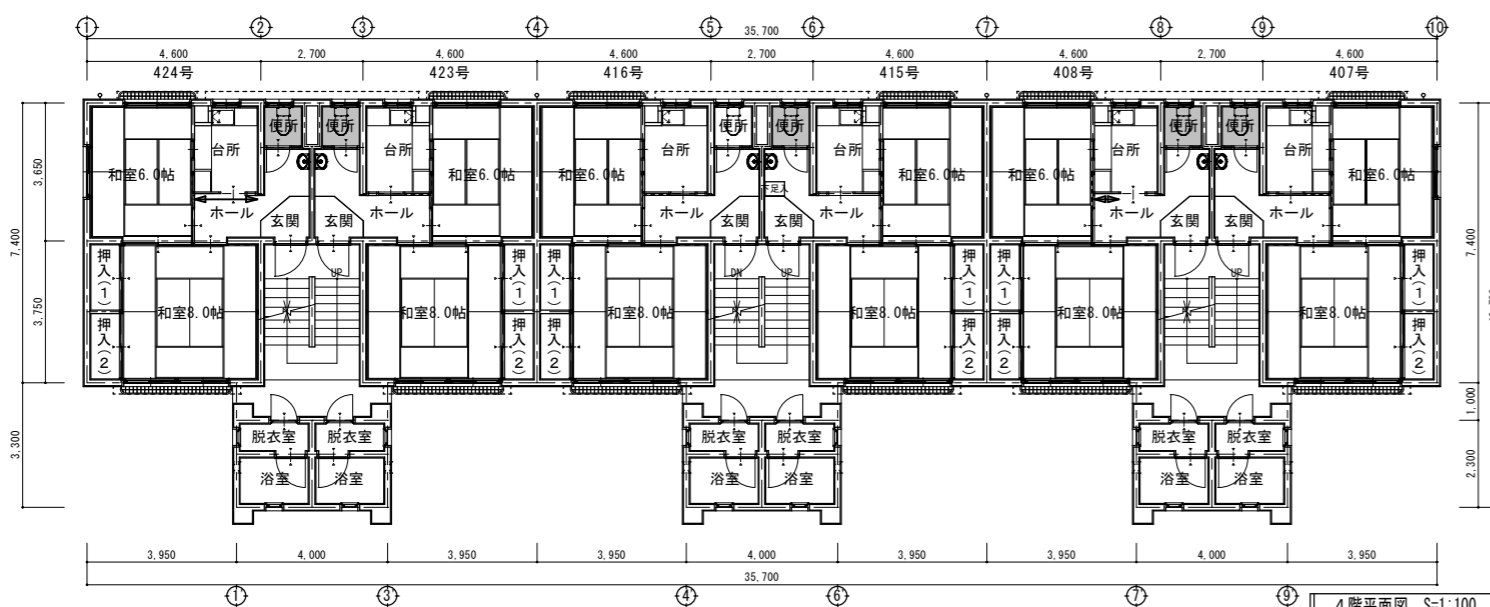 ① ② ③ ④ ⑤ ⑥ ⑦ ⑧ ⑨ ⑩
35,700
4,600 2,700 4,600 4,600 2,700 4,600 4,600 2,700 4,600
424号 423号 416号 415号 408号 407号
便所 便所 便所 便所 便所 便所
台所 台所 台所 台所 台所 台所
和室6.0帖 和室6.0帖 和室6.0帖 和室6.0帖 和室6.0帖 和室6.0帖
3,650
下足入
ホール ホール ホール ホール ホール ホール
玄関 玄関 玄関 玄関 玄関 玄関
7,400 7,400
UP DN UP UP
押入(1) 押入(1) 押入(1) 押入(1) 押入(1) 押入(1)
3,750
和室8.0帖 和室8.0帖 和室8.0帖 和室8.0帖 和室8.0帖 和室8.0帖
押入(2) 押入(2) 押入(2) 押入(2) 押入(2) 押入(2)
1,000
3,300
脱衣室 脱衣室 脱衣室 脱衣室 脱衣室 脱衣室
2,300
浴室 浴室 浴室 浴室 浴室 浴室
3,950 4,000 3,950 3,950 4,000 3,950 3,950 4,000 3,950
35,700
① ③ ④ ⑥ ⑦ ⑨
4階平面図 S=1:100